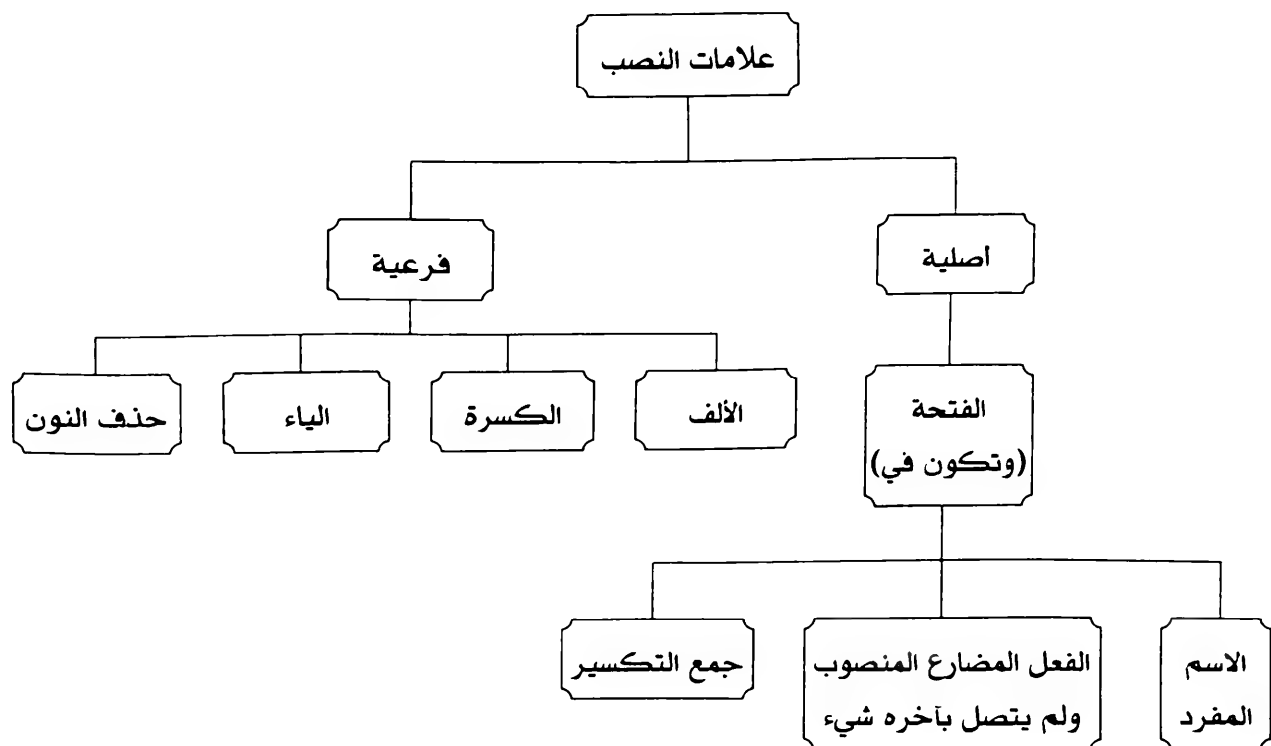 علامات النصب
اصلية
فرعية
الفتحة
(وتكون في)
الألف
الكسرة
الياء
حذف النون
الاسم
المفرد
الفعل المضارع المنصوب
ولم يتصل بآخره شيء
جمع التكسير